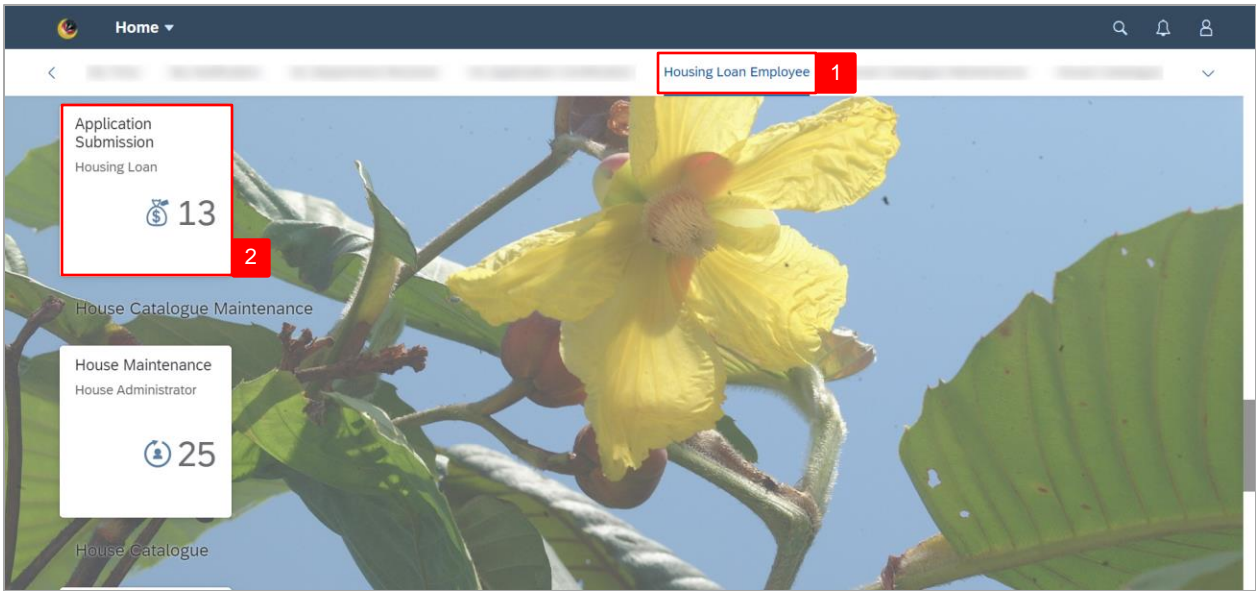 Home
Housing Loan Employee
1
Application
Submission
Housing Loan
13
2
House Catalogue Maintenance
House Maintenance
House Administrator
25
House Catalogue